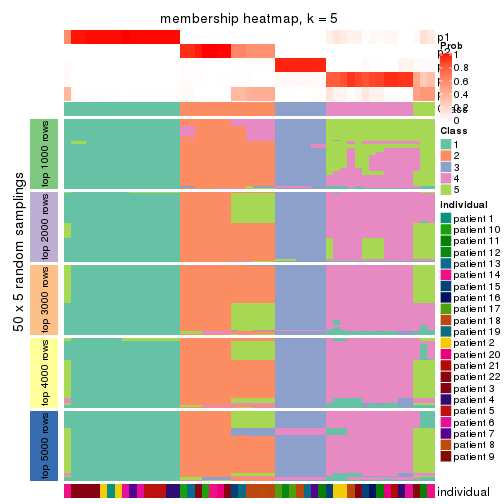 membership heatmap, k = 5
p1
Prob
1
0.8
0.6
0.4
0.2
0
Class
1
2
3
4
5
individual
patient 1
patient 10
patient 11
patient 12
patient 13
patient 14
patient 15
patient 16
patient 17
patient 18
patient 19
patient 2
patient 20
patient 21
patient 22
patient 3
patient 4
patient 5
patient 6
patient 7
patient 8
patient 9
50 x 5 random samplings
top 1000 rows
top 2000 rows
top 3000 rows
top 4000 rows
top 5000 rows
individual